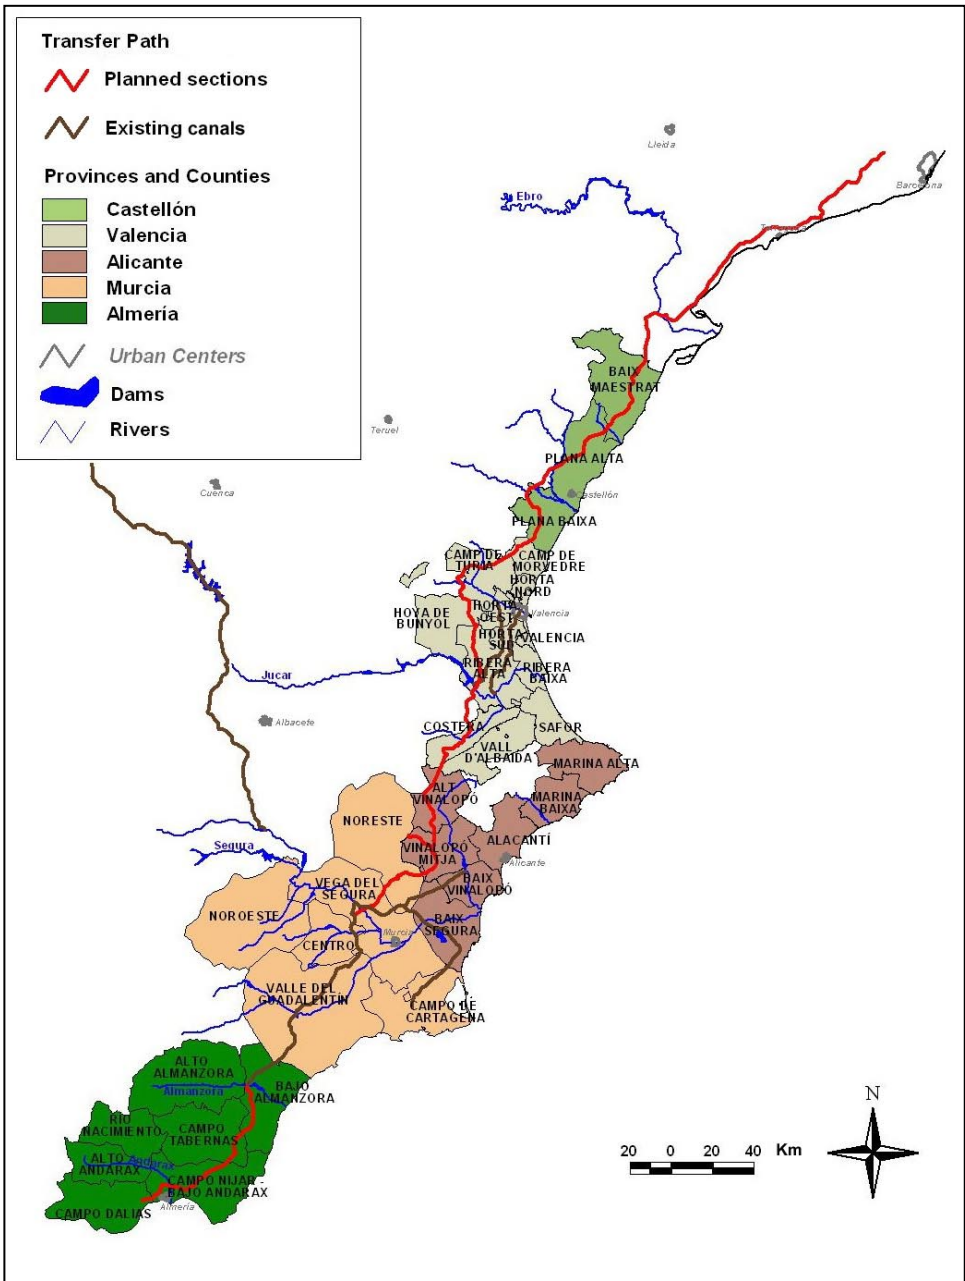 Transfer Path
Planned sections
Existing canals
Provinces and Counties
Castellón
Valencia
Alicante
Murcia
Almería
Urban Centers
Dams
Rivers
Lleida
Barcelona
Ebro
BAIX
MAESTRAT
Teruel
PLANA ALTA
Cuenca
Castellón
PLANA BAIXA
CAMP DE
TURIA
CAMP DE
MORVEDRE
HORTA
NORD
HORTA
OEST
Valencia
HOYA DE
BUNYOL
HORTA
SUD
VALENCIA
RIBERA
ALTA
RIBERA
BAIXA
Jucar
Albacete
COSTERA
SAFOR
VALL
D'ALBAIDA
MARINA ALTA
ALT
VINALOPÓ
MARINA
BAIXA
NORESTE
ALACANTÍ
Segura
VINALOPÓ
MITJA
Alicante
VEGA DEL
SEGURA
BAIX
VINALOPÓ
NOROESTE
BAIX
SEGURA
Murcia
CENTRO
VALLE DEL
GUADALENTÍN
CAMPO DE
CARTAGENA
ALTO
ALMANZORA
BAJO
ALMANZORA
Almanzora
RIO
NACIMIENTO
CAMPO
TABERNAS
ALTO
ANDARAX
Andarax
CAMPO NIJAR -
BAJO ANDARAX
CAMPO DALIAS
Almería
N
20 0 20 40 Km